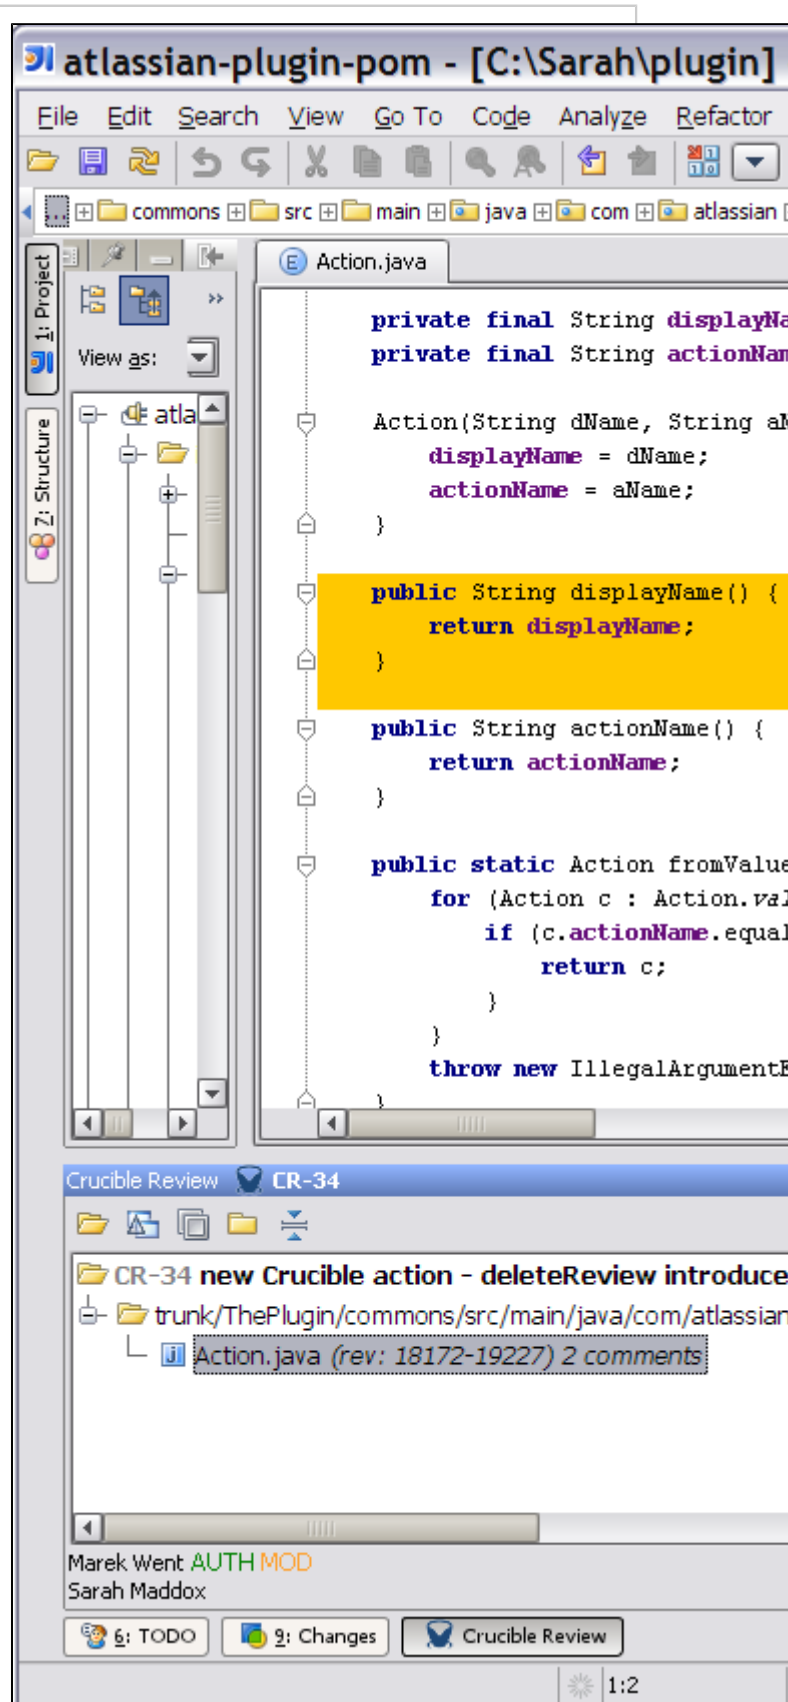 atlassian-plugin-pom - [C:\Sarah\plugin]
File Edit Search View Go To Code Analyze Refactor
... commons src main java com atlassian
1: Project
7: Structure
View as:
atla
Action.java
private final String displayNa
private final String actionNam
Action(String dName, String aN
displayName = dName;
actionName = aName;
}
public String displayName() {
return displayName;
}
public String actionName() {
return actionName;
}
public static Action fromValue
for (Action c : Action.val
if (c.actionName.equal
return c;
}
}
throw new IllegalArgumentE
}
Crucible Review CR-34
CR-34 new Crucible action - deleteReview introduce
trunk/ThePlugin/commons/src/main/java/com/atlassian
Action.java (rev: 18172-19227) 2 comments
Marek Went AUTH MOD
Sarah Maddox
6: TODO 9: Changes Crucible Review
1:2